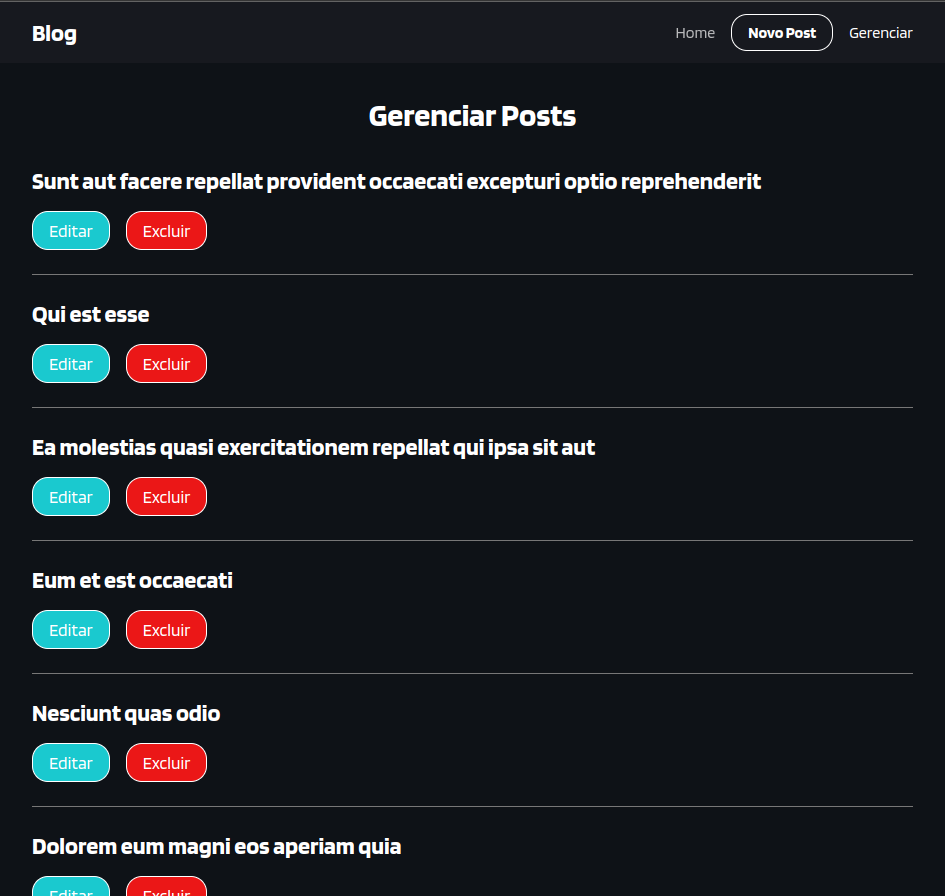 Blog
Home Novo Post Gerenciar
Gerenciar Posts
Sunt aut facere repellat provident occaecati excepturi optio reprehenderit
Editar Excluir
Qui est esse
Editar Excluir
Ea molestias quasi exercitationem repellat qui ipsa sit aut
Editar Excluir
Eum et est occaecati
Editar Excluir
Nesciunt quas odio
Editar Excluir
Dolorem eum magni eos aperiam quia
Editar Excluir